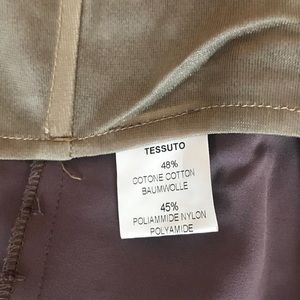 TESSUTO
48%
COTONE COTTON
BAUMWOLLE
45%
POLIAMMIDE NYLON
POLYAMIDE